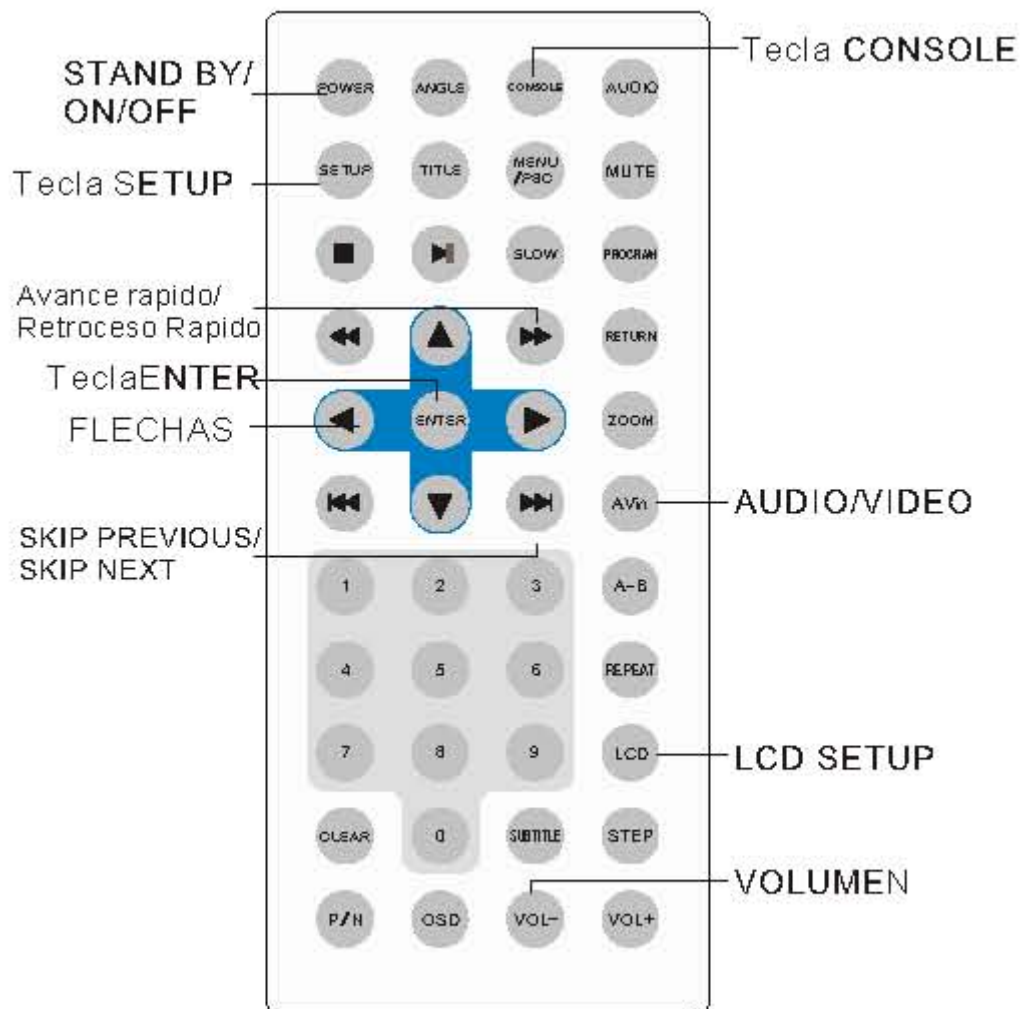 Tecla CONSOLE
STAND BY/
ON/OFF
POWER
ANGLE
CONSOLE
AUDIO
Tecla SETUP
SETUP
TITLE
MENU
/PBC
MUTE
SLOW
PROGRAM
Avance rapido/
Retroceso Rapido
RETURN
TeclaENTER
FLECHAS
ENTER
ZOOM
AVin
AUDIO/VIDEO
SKIP PREVIOUS/
SKIP NEXT
1
2
3
A-B
4
5
6
REPEAT
7
8
9
LCD
LCD SETUP
CLEAR
0
SUBTITLE
STEP
VOLUMEN
P/N
OSD
VOL-
VOL+